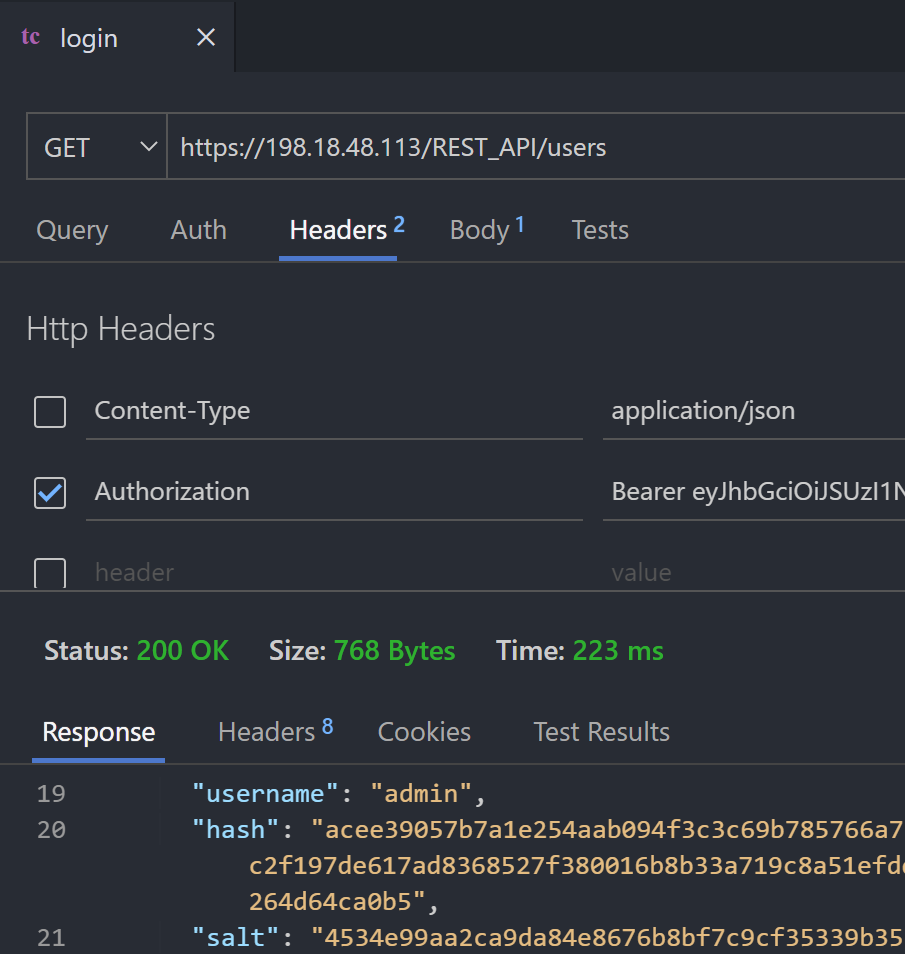 tc login
GET https://198.18.48.113/REST_API/users
Query Auth Headers 2 Body 1 Tests
Http Headers
Content-Type application/json
Authorization Bearer eyJhbGciOiJSUzI1N
header value
Status: 200 OK Size: 768 Bytes Time: 223 ms
Response Headers 8 Cookies Test Results
19 "username": "admin",
20 "hash": "acee39057b7a1e254aab094f3c3c69b785766a7
c2f197de617ad8368527f380016b8b33a719c8a51efd
264d64ca0b5",
21 "salt": "4534e99aa2ca9da84e8676b8bf7c9cf35339b35